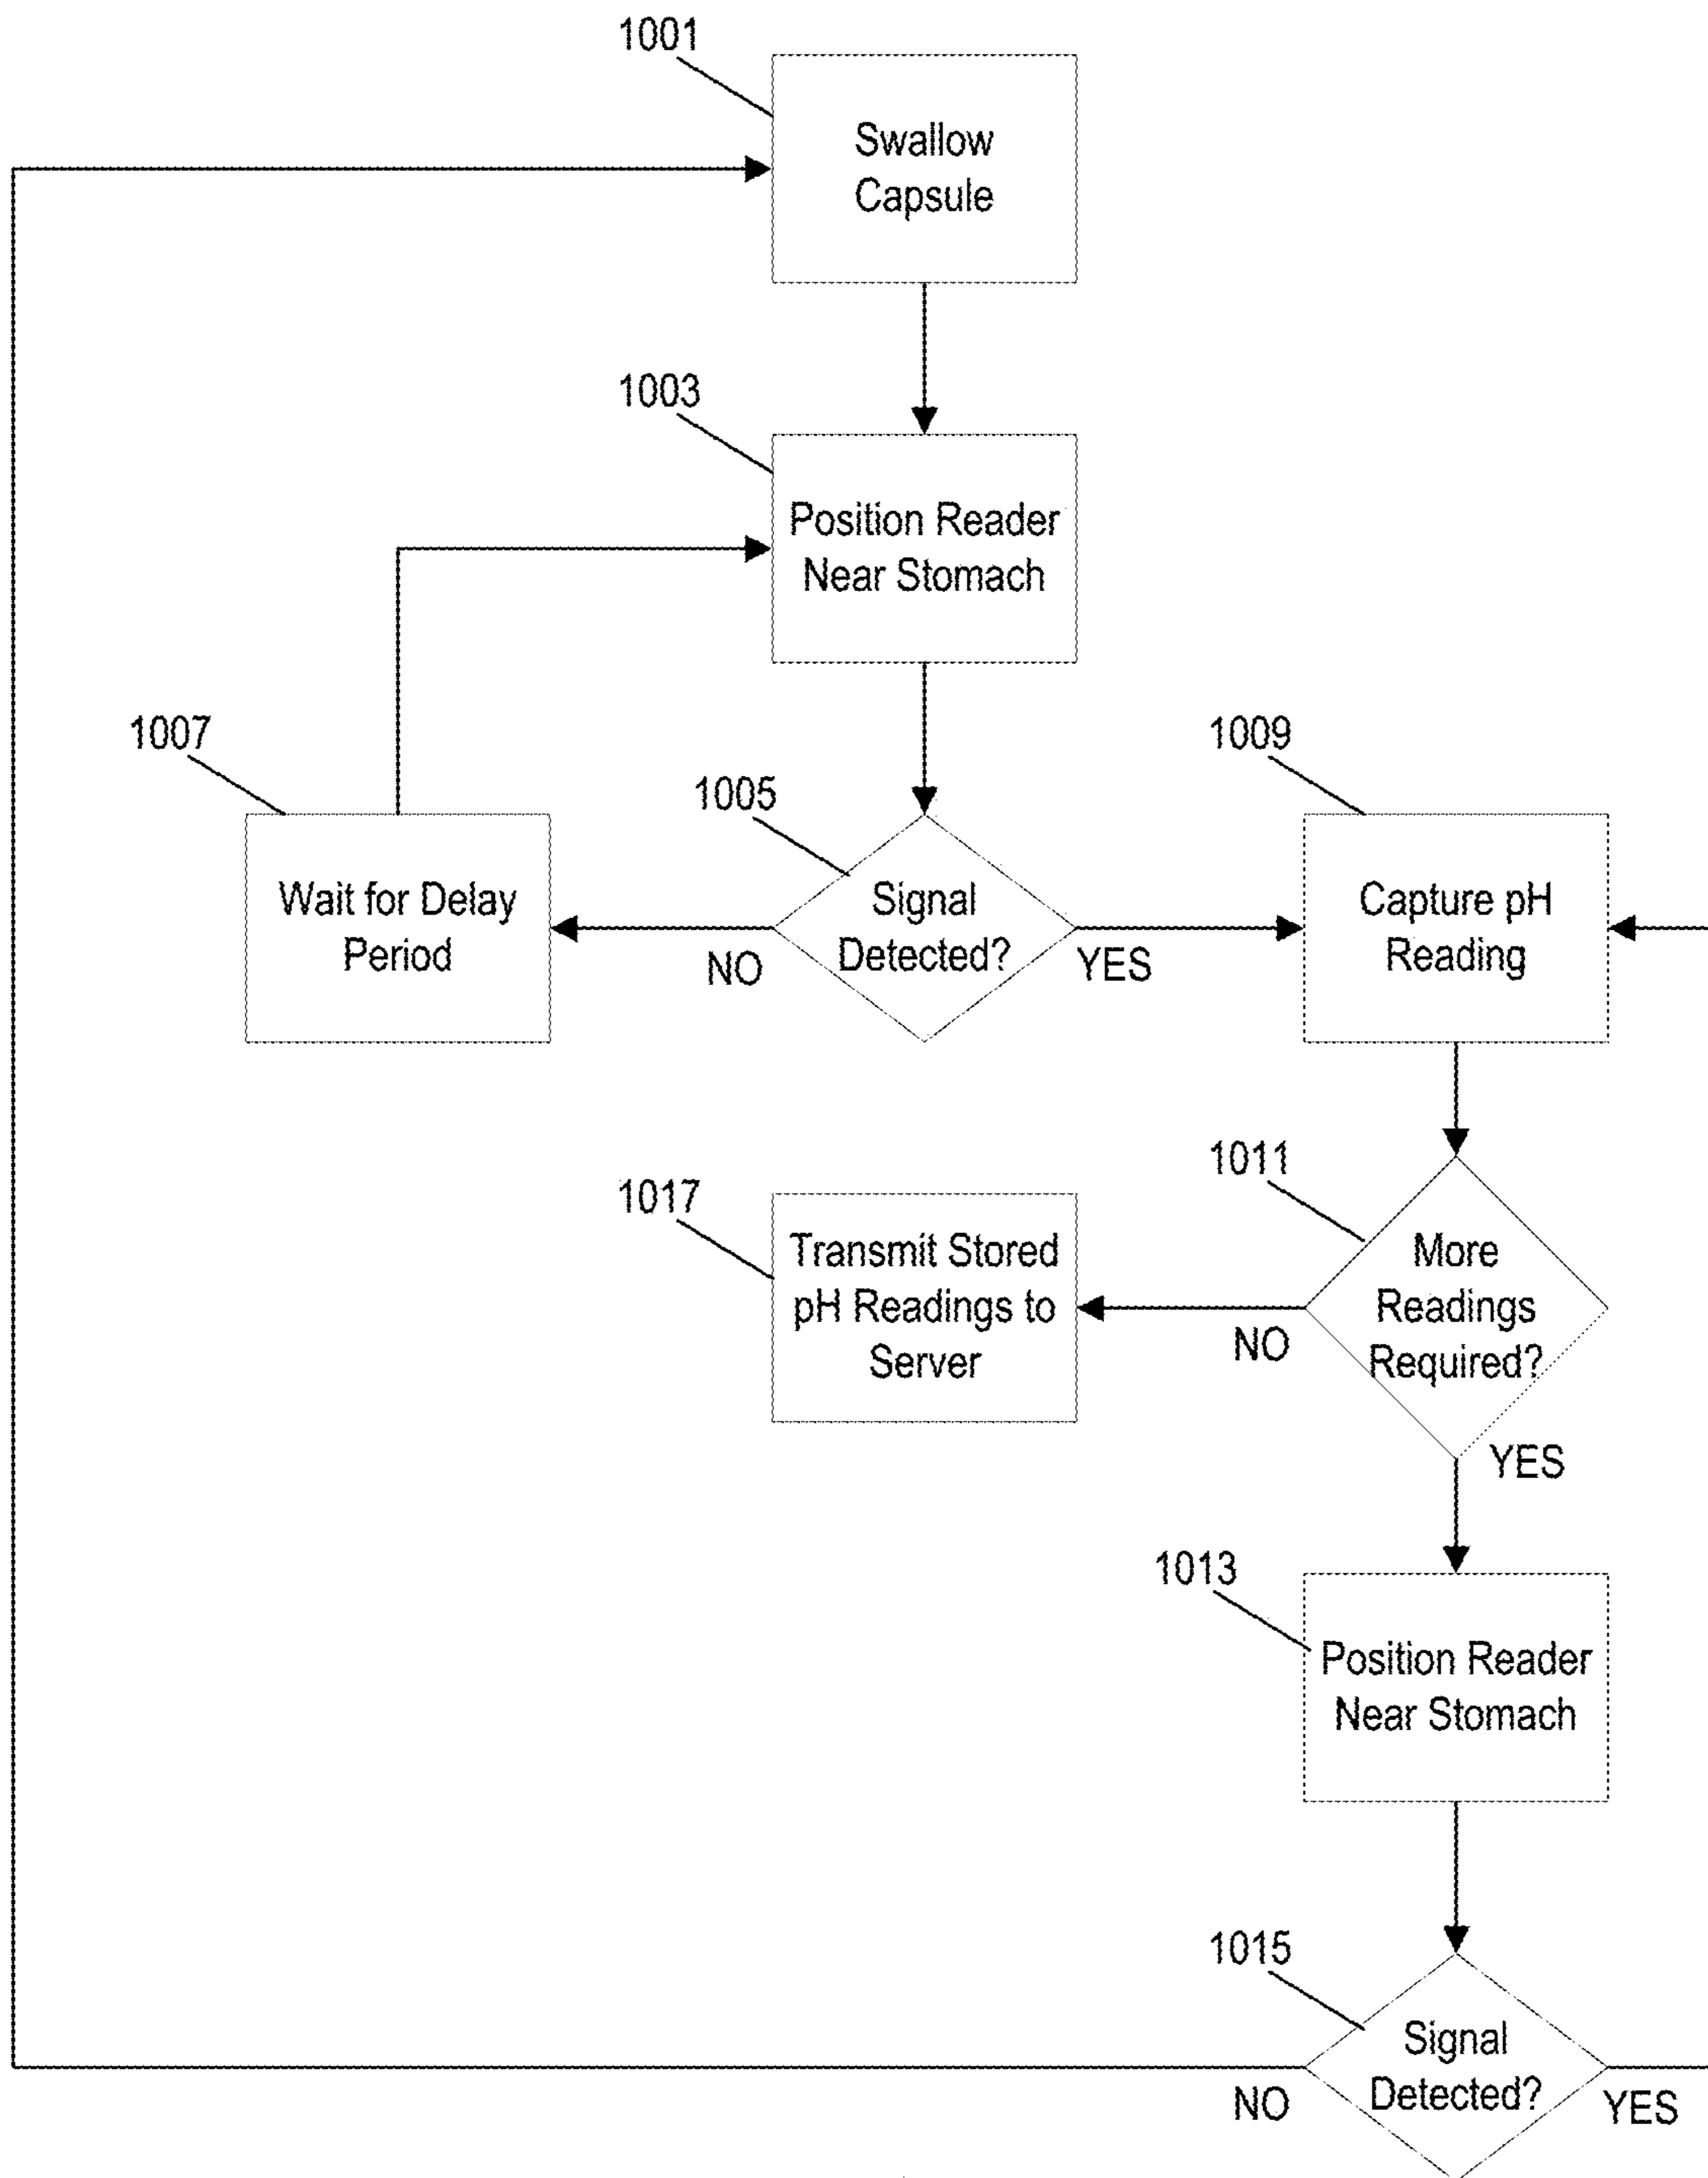 1001
Swallow
Capsule
1003
Position Reader
Near Stomach
1007
Wait for Delay
Period
1005
Signal
Detected?
NO
YES
1009
Capture pH
Reading
1011
More
Readings
Required?
NO
YES
1017
Transmit Stored
pH Readings to
Server
1013
Position Reader
Near Stomach
1015
Signal
Detected?
NO
YES